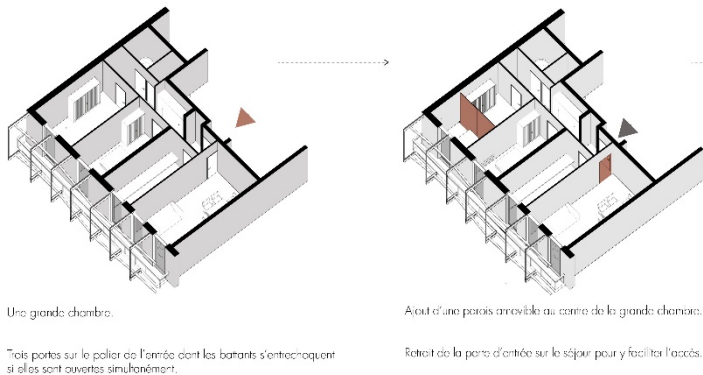 Une grande chambre.
Trois portes sur le palier de l'entrée dont les battants s'entrechoquent
si elles sont ouvertes simultanément.
Ajout d'une parois amovible au centre de la grande chambre.
Retrait de la porte d'entrée sur le séjour pour y faciliter l'accès.